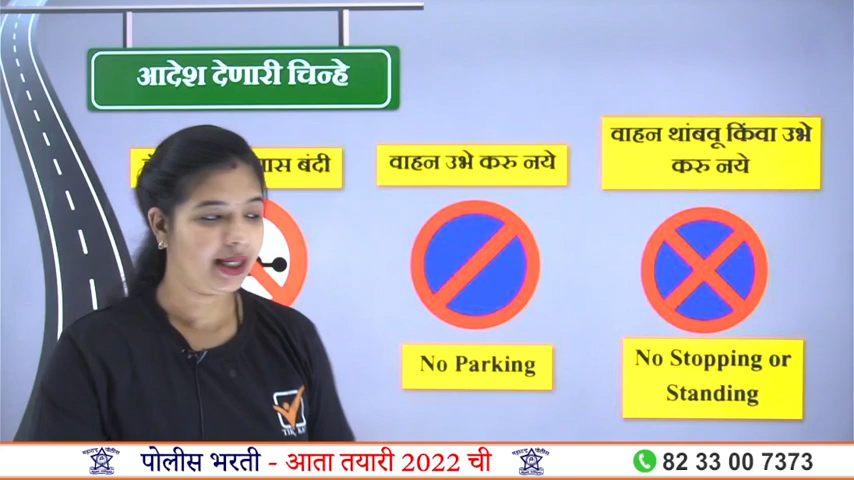 आदेश देणारी चिन्हे
ास बंदी
वाहन उभे करु नये
वाहन थांबवू किंवा उभे
करु नये
No Parking
No Stopping or
Standing
पोलीस भरती - आता तयारी 2022 ची
82 33 00 7373